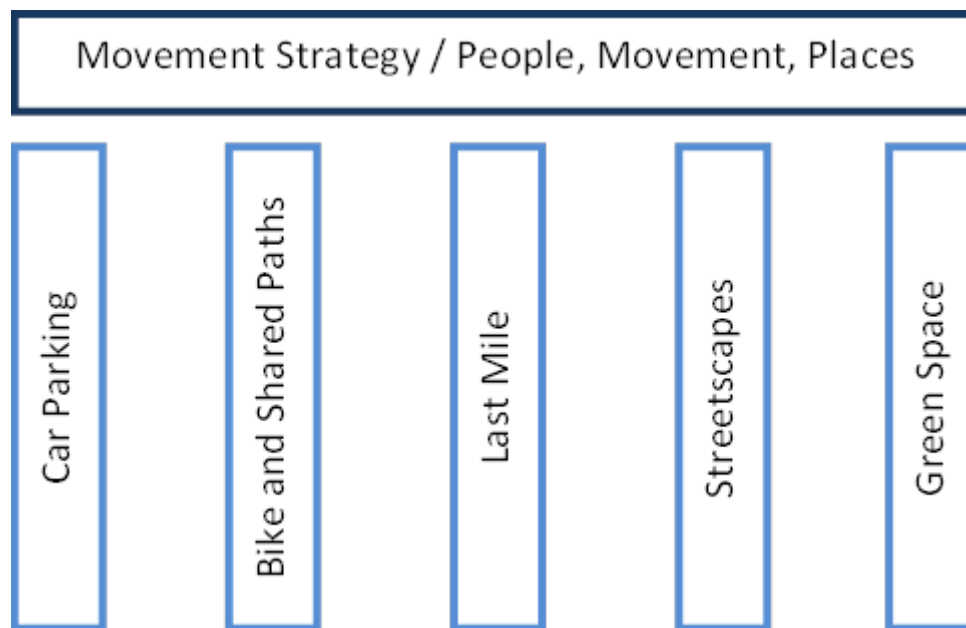 Movement Strategy / People, Movement, Places
Car Parking
Bike and Shared Paths
Last Mile
Streetscapes
Green Space